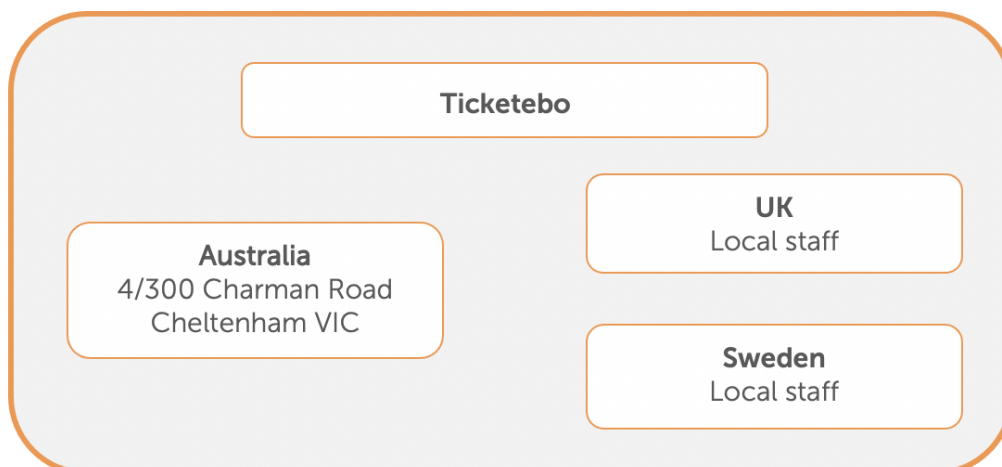 Ticketebo
Australia
4/300 Charman Road
Cheltenham VIC
UK
Local staff
Sweden
Local staff